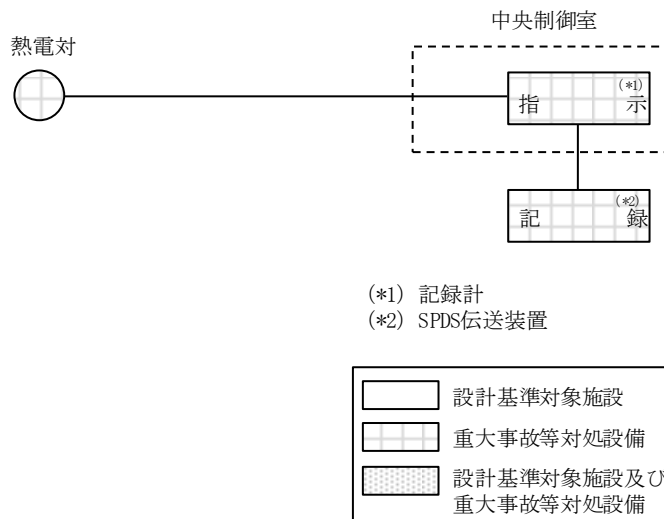 中央制御室
熱電対
(*1)
指 示
(*2)
記 録
(*1) 記録計
(*2) SPDS伝送装置
設計基準対象施設
重大事故等対処設備
設計基準対象施設及び
重大事故等対処設備